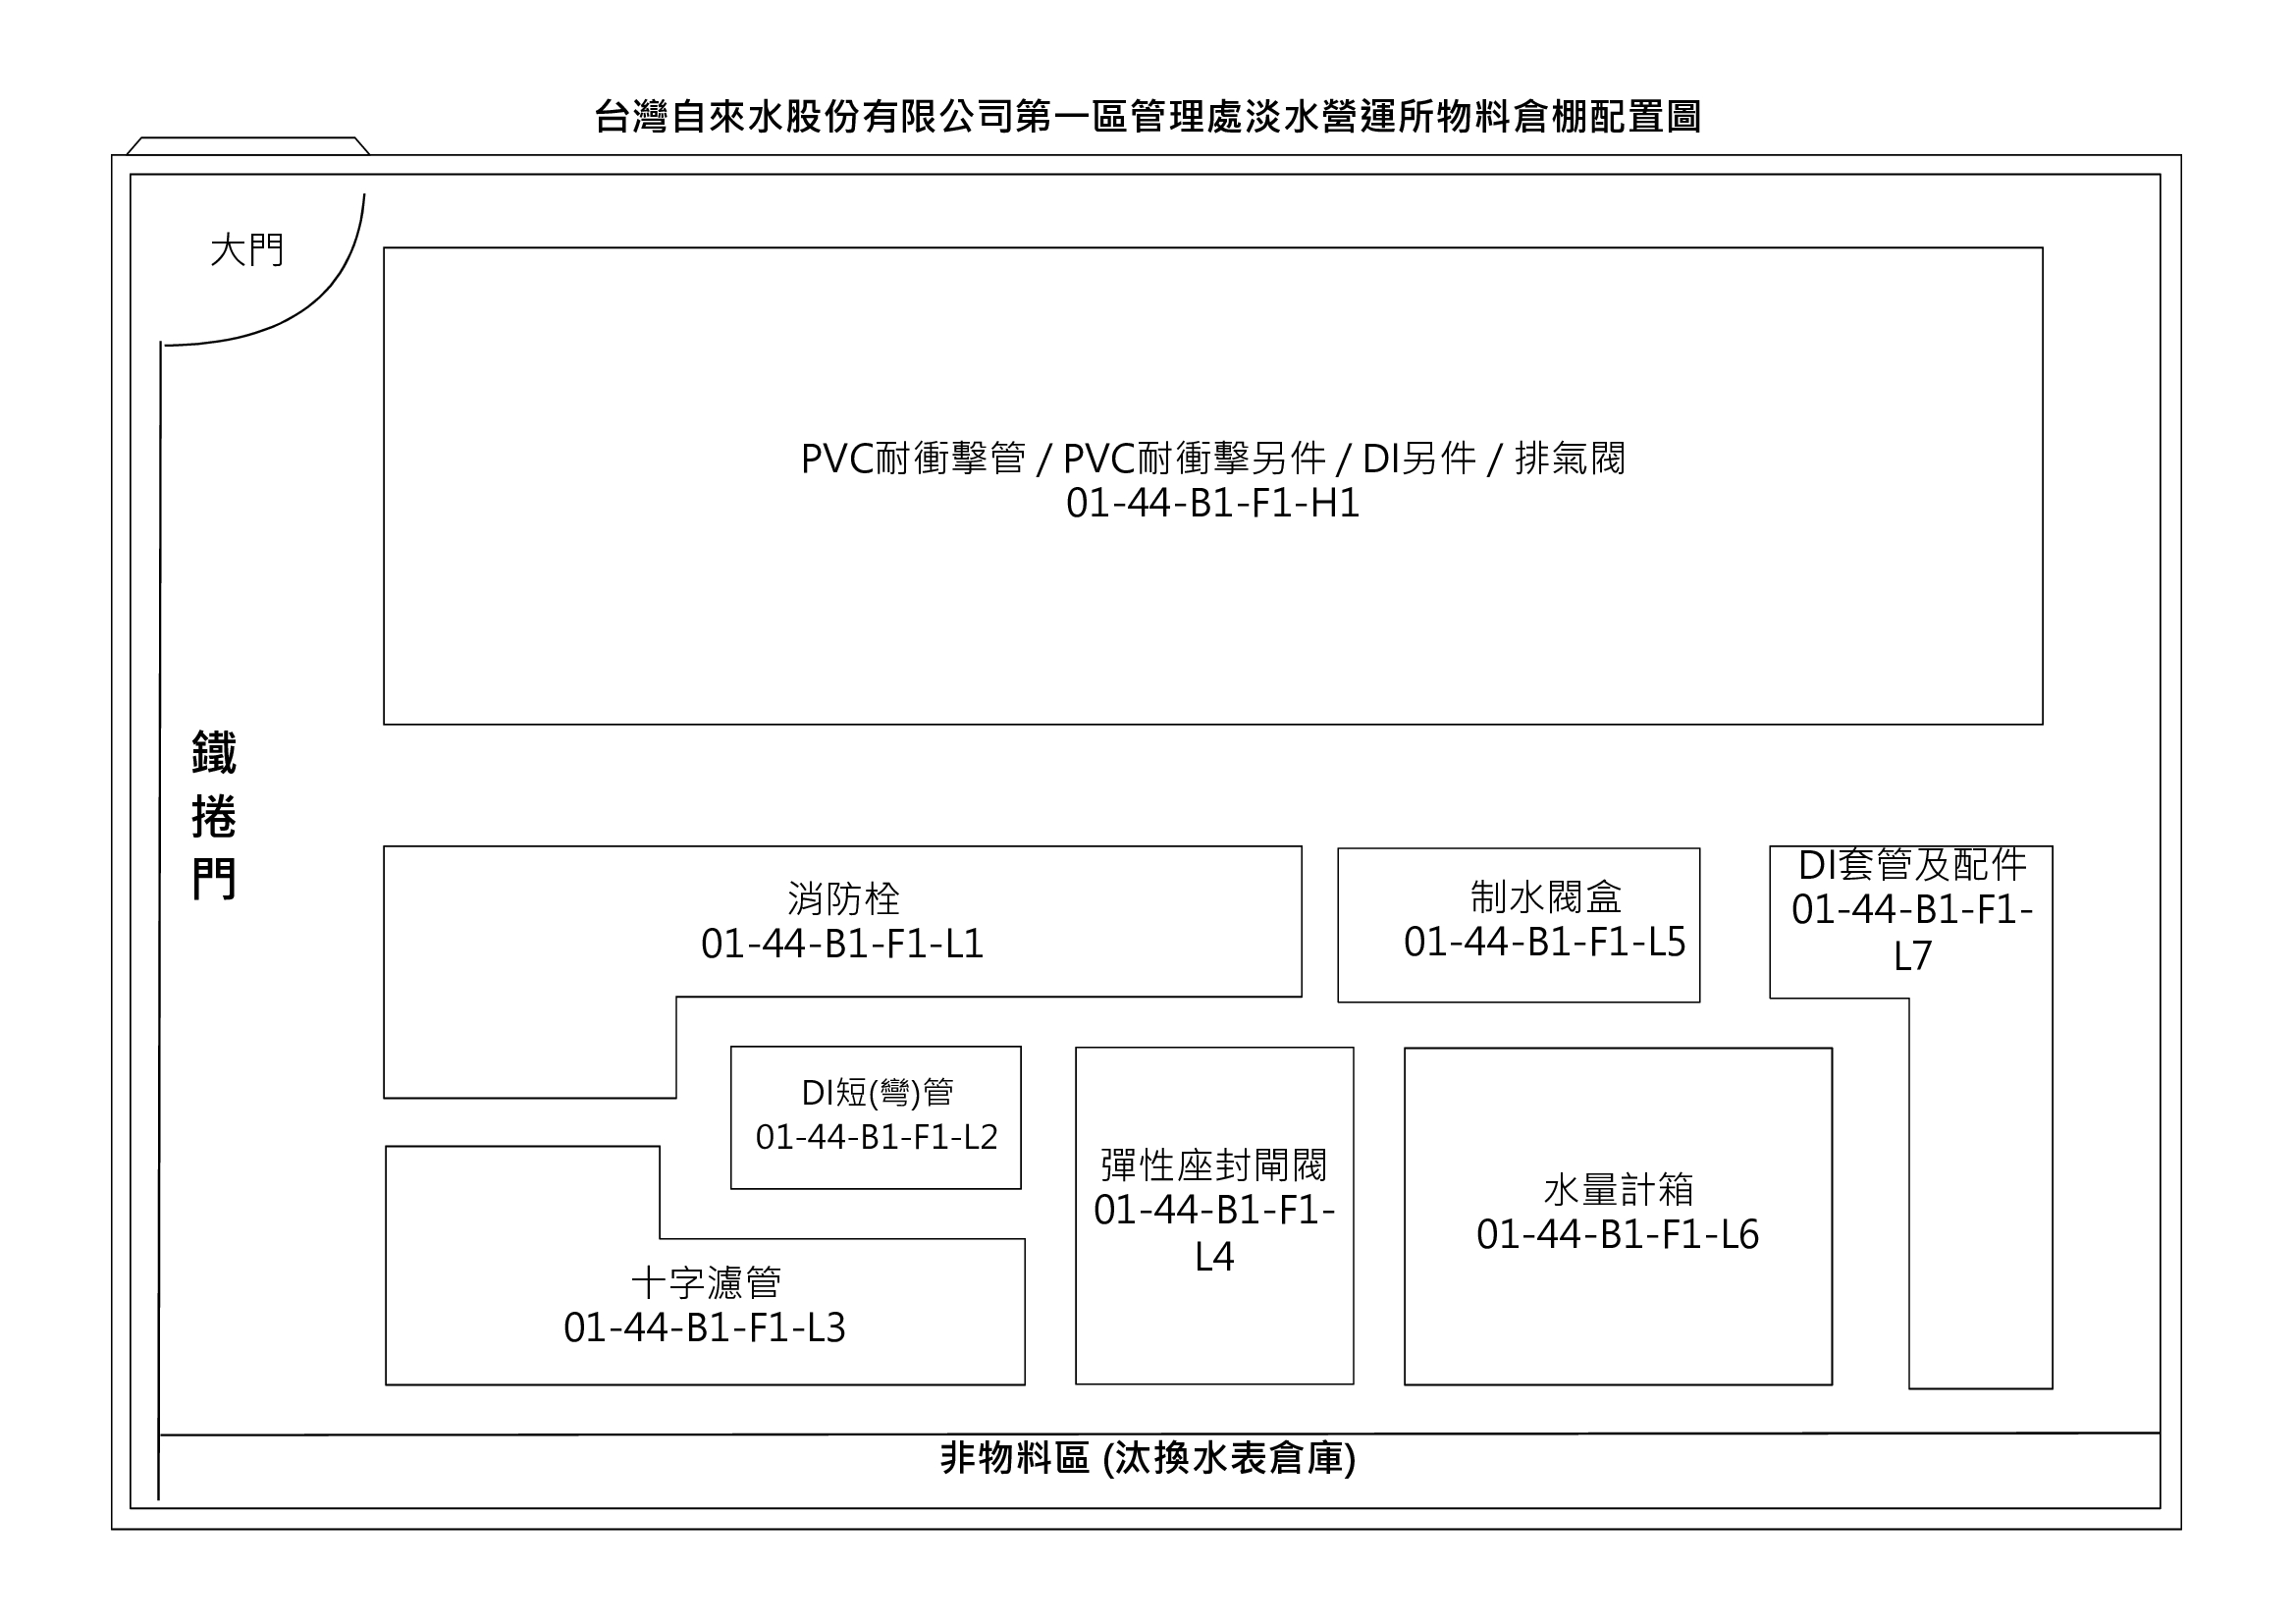 台灣自來水股份有限公司第一區管理處淡水營運所物料倉棚配置圖
大門
PVC耐衝擊管 / PVC耐衝擊另件 / DI另件 / 排氣閥
01-44-B1-F1-H1
鐵
捲
門
消防栓
01-44-B1-F1-L1
制水閥盒
01-44-B1-F1-L5
DI套管及配件
01-44-B1-F1-
L7
DI短(彎)管
01-44-B1-F1-L2
彈性座封閘閥
01-44-B1-F1-
L4
水量計箱
01-44-B1-F1-L6
十字濾管
01-44-B1-F1-L3
非物料區 (汰換水表倉庫)